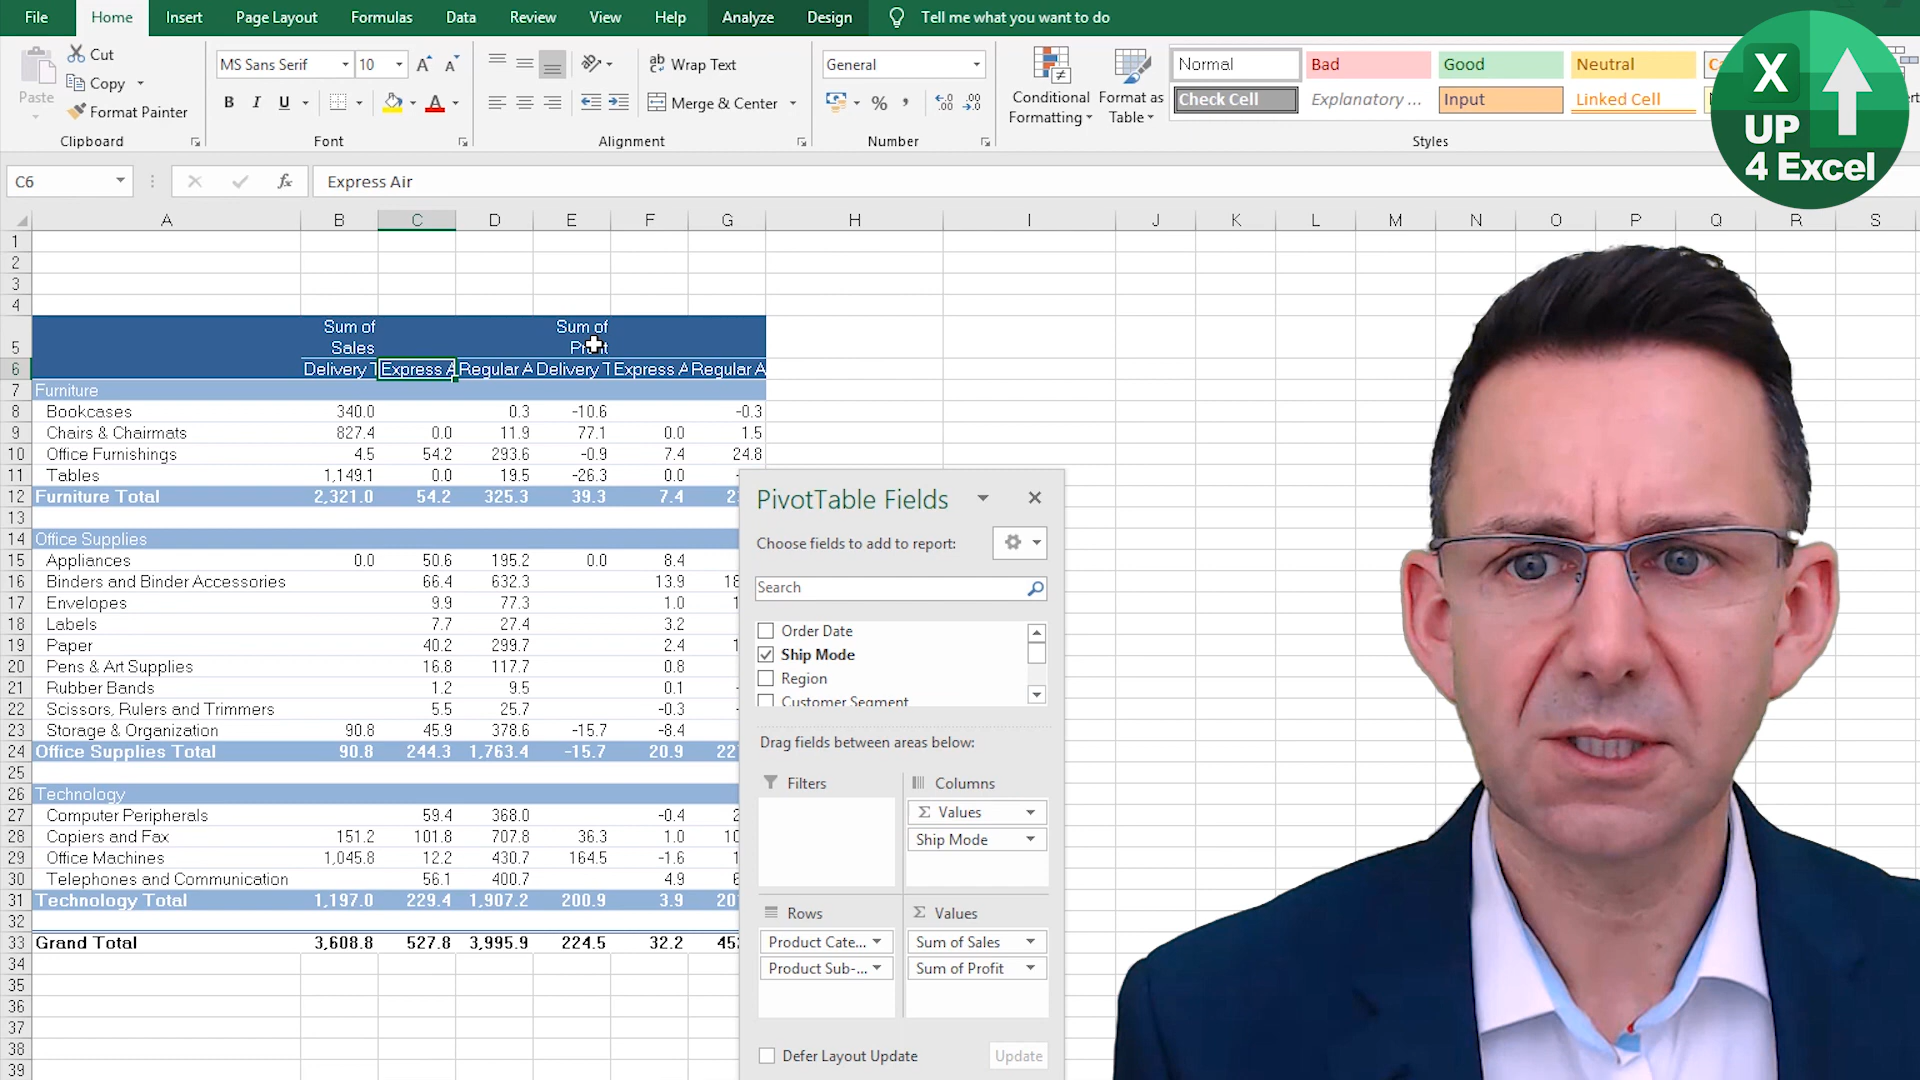 File Home Insert Page Layout Formulas Data Review View Help Analyze Design Tell me what you want to do
Paste
Cut
Copy
Format Painter
Clipboard
MS Sans Serif 10
B I U
Font
Wrap Text
Merge & Center
Alignment
General
%
Number
Conditional
Formatting
Format as
Table
Normal Bad Good Neutral
Check Cell Explanatory ... Input Linked Cell
Styles
X
UP
4 Excel
C6 fx Express Air
A B C D E F G H I J K L M N O P Q R S
1
2
3
4
Sum of Sum of
5 Sales
6 Delivery T Express A Regular A Delivery T Express A Regular A
7 Furniture
8 Bookcases 340.0 0.3 -10.6 -0.3
9 Chairs & Chairmats 827.4 0.0 11.9 77.1 0.0 1.5
10 Office Furnishings 4.5 54.2 293.6 -0.9 7.4 24.8
11 Tables 1,149.1 0.0 19.5 -26.3 0.0 -
12 Furniture Total 2,321.0 54.2 325.3 39.3 7.4 2
13
14 Office Supplies
15 Appliances 0.0 50.6 195.2 0.0 8.4
16 Binders and Binder Accessories 66.4 632.3 13.9 18
17 Envelopes 9.9 77.3 1.0 1
18 Labels 7.7 27.4 3.2
19 Paper 40.2 299.7 2.4 1
20 Pens & Art Supplies 16.8 117.7 0.8
21 Rubber Bands 1.2 9.5 0.1 -
22 Scissors, Rulers and Trimmers 5.5 25.7 -0.3 -
23 Storage & Organization 90.8 45.9 378.6 -15.7 -8.4
24 Office Supplies Total 90.8 244.3 1,763.4 -15.7 20.9 22
25
26 Technology
27 Computer Peripherals 59.4 368.0 -0.4 2
28 Copiers and Fax 151.2 101.8 707.8 36.3 1.0 10
29 Office Machines 1,045.8 12.2 430.7 164.5 -1.6 1
30 Telephones and Communication 56.1 400.7 4.9 6
31 Technology Total 1,197.0 229.4 1,907.2 200.9 3.9 20
32
33 Grand Total 3,608.8 527.8 3,995.9 224.5 32.2 45
34
35
36
37
38
39
PivotTable Fields
Choose fields to add to report:
Search
Order Date
Ship Mode
Region
Customer Segment
Drag fields between areas below:
Filters
Columns
Σ Values
Ship Mode
Rows
Product Cate...
Product Sub-...
Σ Values
Sum of Sales
Sum of Profit
Defer Layout Update
Update